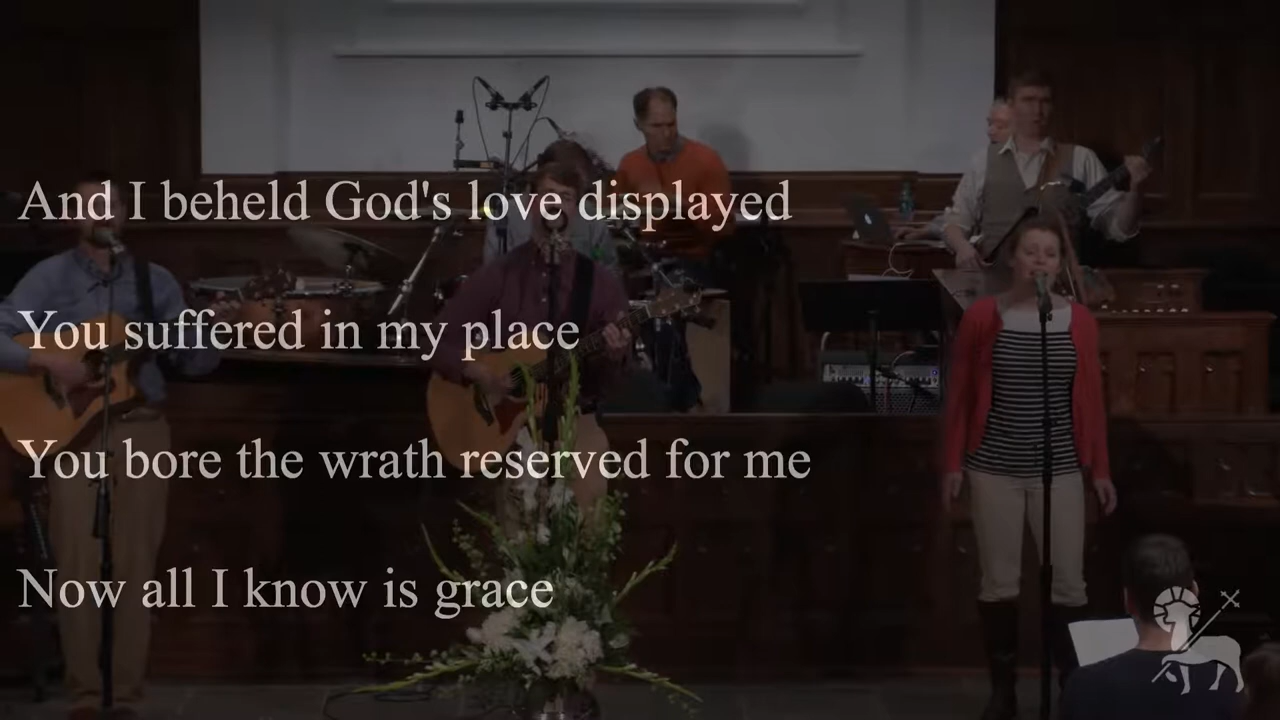 And I beheld God's love displayed
You suffered in my place
You bore the wrath reserved for me
Now all I know is grace